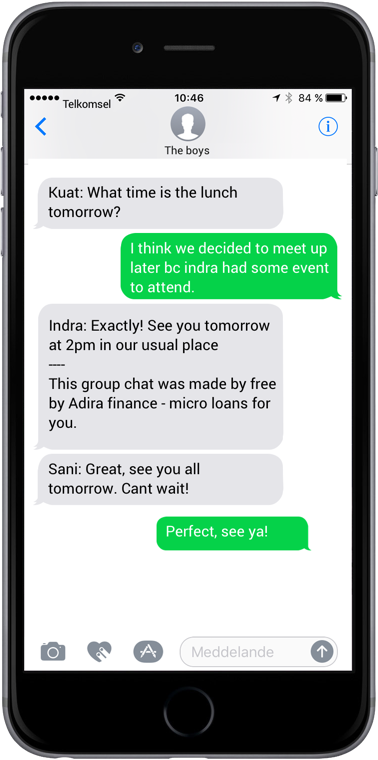 Telkomsel
10:46
84 %
The boys
Kuat: What time is the lunch
tomorrow?
I think we decided to meet up
later bc indra had some event
to attend.
Indra: Exactly! See you tomorrow
at 2pm in our usual place
----
This group chat was made by free
by Adira finance - micro loans for
you.
Sani: Great, see you all
tomorrow. Cant wait!
Perfect, see ya!
Meddelande